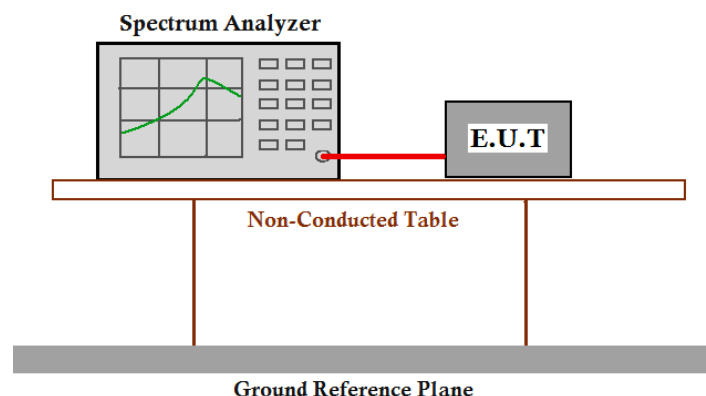 Spectrum Analyzer
E.U.T
Non-Conducted Table
Ground Reference Plane